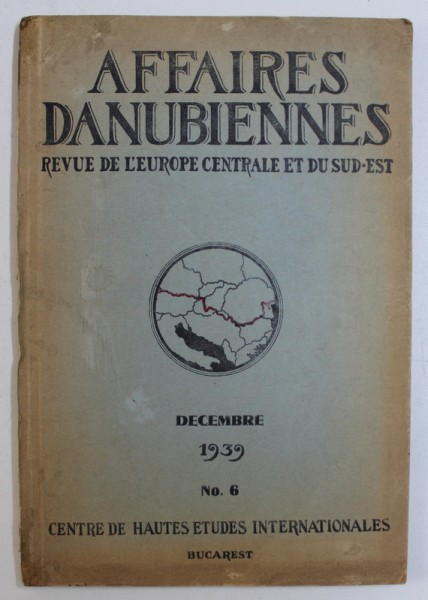 AFFAIRES
DANUBIENNES
REVUE DE L'EUROPE CENTRALE ET DU SUD-EST
DECEMBRE
1939
No. 6
CENTRE DE HAUTES ETUDES INTERNATIONALES
BUCAREST